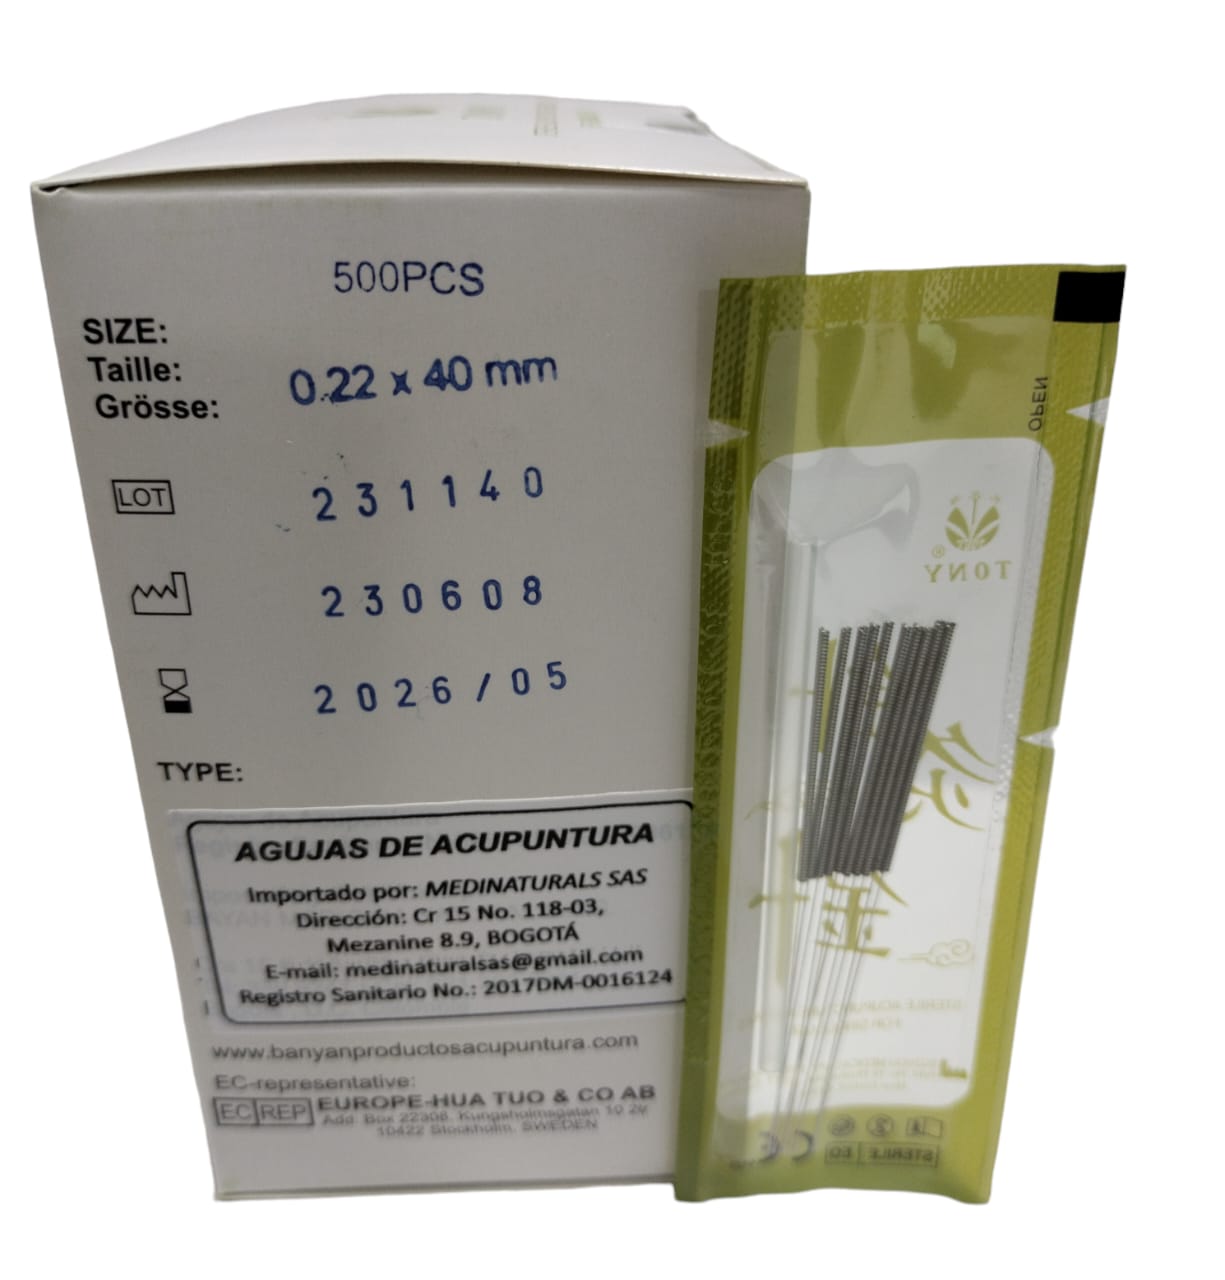 500PCS
SIZE:
Taille:
Grösse:
0.22 x 40 mm
LOT
231140
230608
2026/05
TYPE:
AGUJAS DE ACUPUNTURA
Importado por: MEDINATURALS SAS
Dirección: Cr 15 No. 118-03,
Mezanine 8.9, BOGOTÁ
E-mail: medinaturalsas@gmail.com
Registro Sanitario No.: 2017DM-0016124
www.banyanproductosacupuntura.com
EC-representative:
EC REP
EUROPE-HUA TUO & CO AB
Add: Box 22308, Kungsholmsgatan 10 2tr
10422 Stockholm, SWEDEN
OPEN
TONY®
STERILE EO